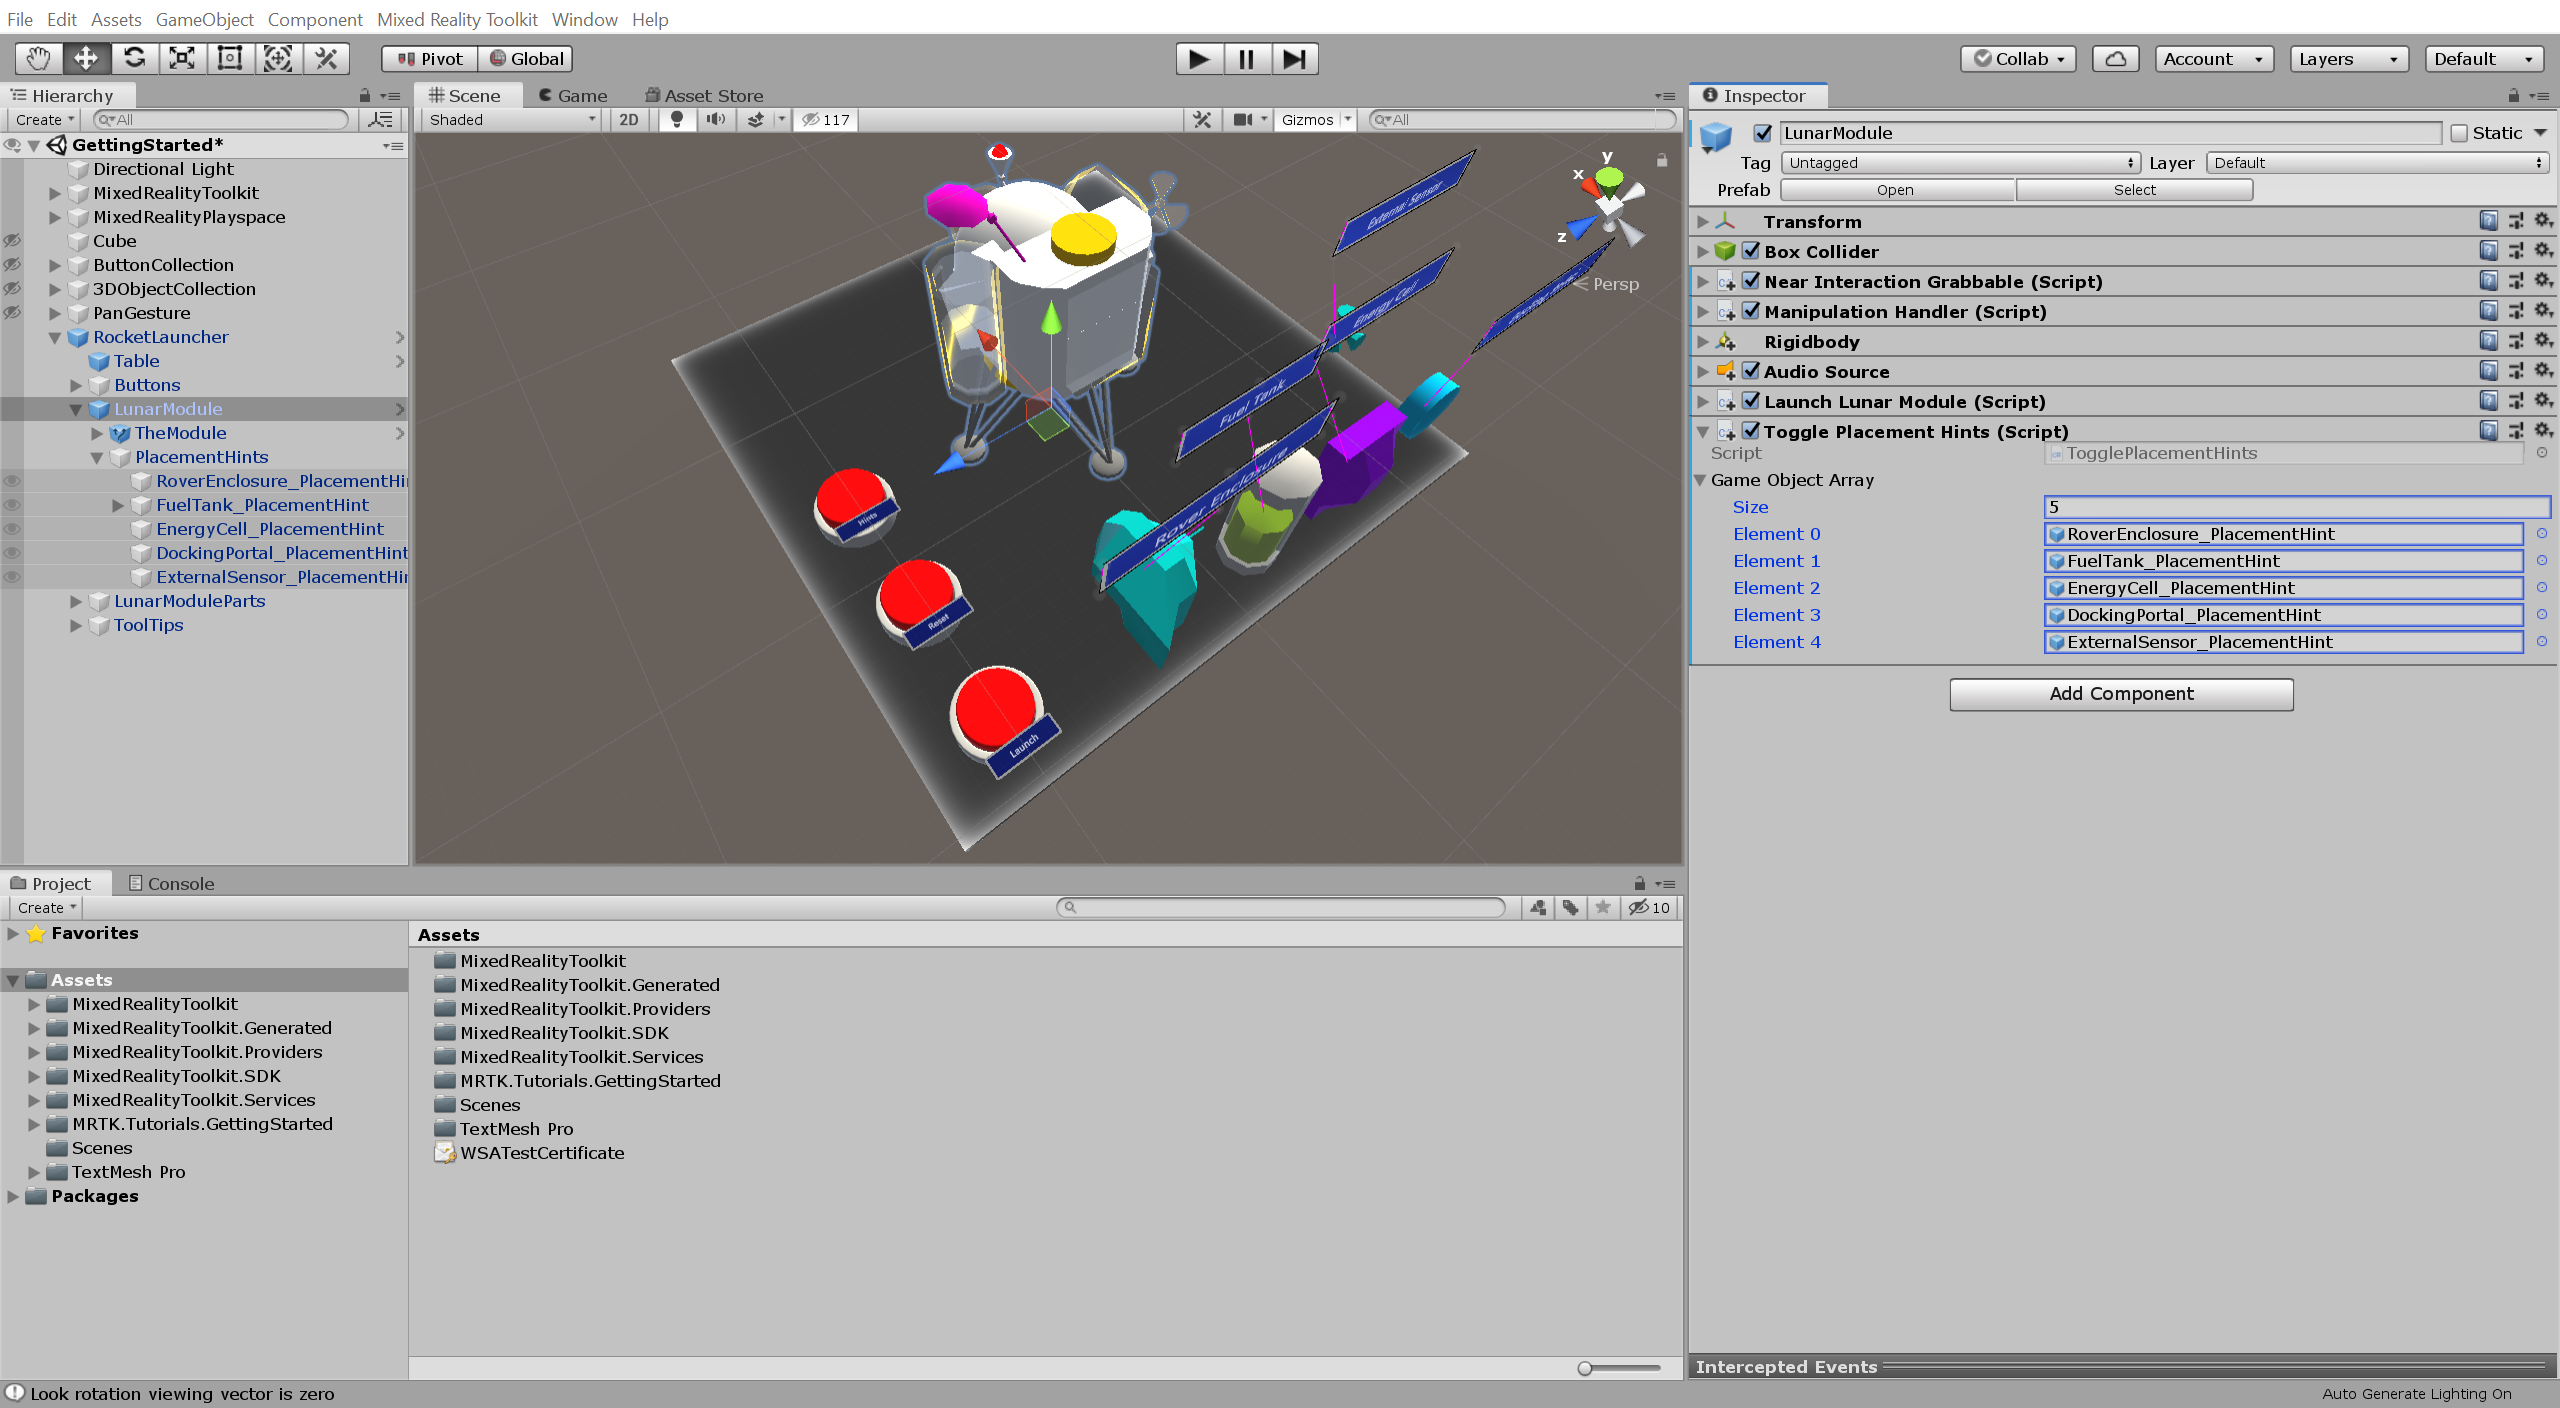 File Edit Assets GameObject Component Mixed Reality Toolkit Window Help
Pivot Global Collab Account Layers Default
Hierarchy
Create All
GettingStarted*
Directional Light
MixedRealityToolkit
MixedRealityPlayspace
Cube
ButtonCollection
3DObjectCollection
PanGesture
RocketLauncher
Table
Buttons
LunarModule
TheModule
PlacementHints
RoverEnclosure_PlacementHi
FuelTank_PlacementHint
EnergyCell_PlacementHint
DockingPortal_PlacementHint
ExternalSensor_PlacementHi
LunarModuleParts
ToolTips
Scene Game Asset Store
Shaded 2D 117 Gizmos All
y
x
z
Persp
External Sensor
Energy Cell
Fuel Tank
Rover Enclosure
Hints
Reset
Launch
Inspector
LunarModule Static
Tag Untagged Layer Default
Prefab Open Select
Transform
Box Collider
Near Interaction Grabbable (Script)
Manipulation Handler (Script)
Rigidbody
Audio Source
Launch Lunar Module (Script)
Toggle Placement Hints (Script)
Script TogglePlacementHints
Game Object Array
Size 5
Element 0 RoverEnclosure_PlacementHint
Element 1 FuelTank_PlacementHint
Element 2 EnergyCell_PlacementHint
Element 3 DockingPortal_PlacementHint
Element 4 ExternalSensor_PlacementHint
Add Component
Intercepted Events
Project Console
Create 10
Favorites
Assets
MixedRealityToolkit
MixedRealityToolkit.Generated
MixedRealityToolkit.Providers
MixedRealityToolkit.SDK
MixedRealityToolkit.Services
MRTK.Tutorials.GettingStarted
Scenes
TextMesh Pro
Packages
Assets
MixedRealityToolkit
MixedRealityToolkit.Generated
MixedRealityToolkit.Providers
MixedRealityToolkit.SDK
MixedRealityToolkit.Services
MRTK.Tutorials.GettingStarted
Scenes
TextMesh Pro
WSATestCertificate
Look rotation viewing vector is zero
Auto Generate Lighting On